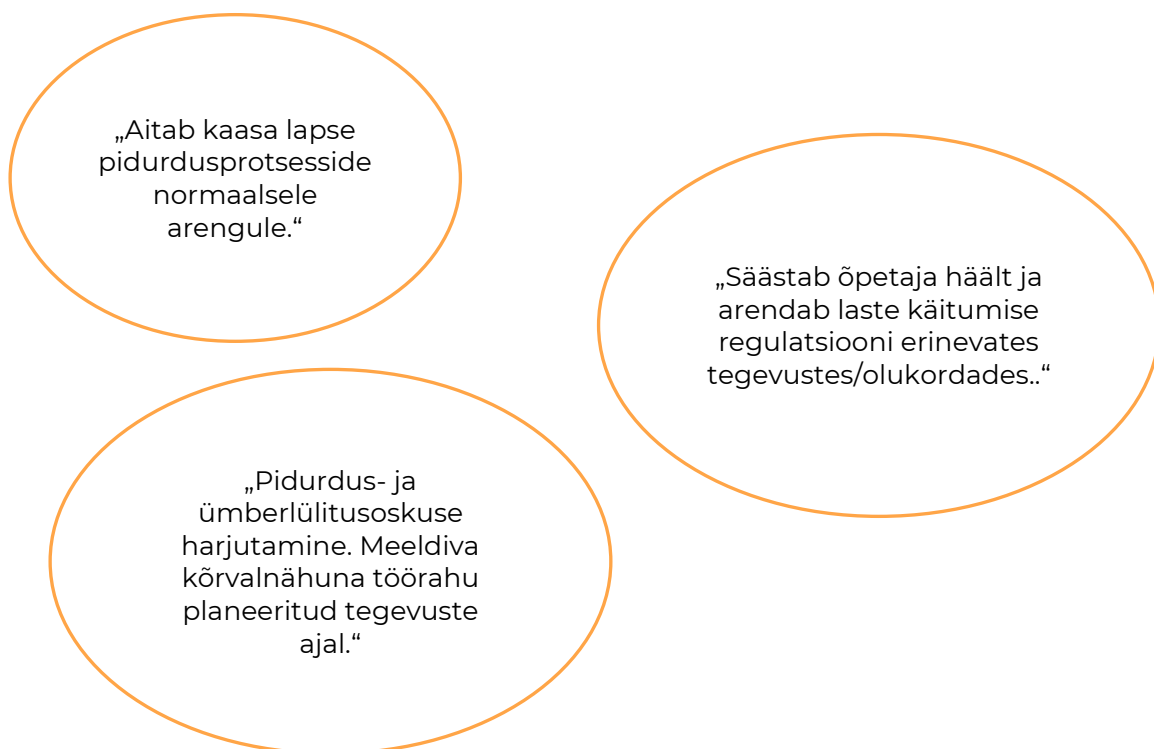 „Aitab kaasa lapse
pidurdusprotsesside
normaalsele
arengule.“
„Säästab õpetaja häält ja
arendab laste käitumise
regulatsiooni erinevates
tegevustes/olukordades..“
„Pidurdus- ja
ümberlülitusoskuse
harjutamine. Meeldiva
kõrvalnähuna töörahu
planeeritud tegevuste
ajal.“